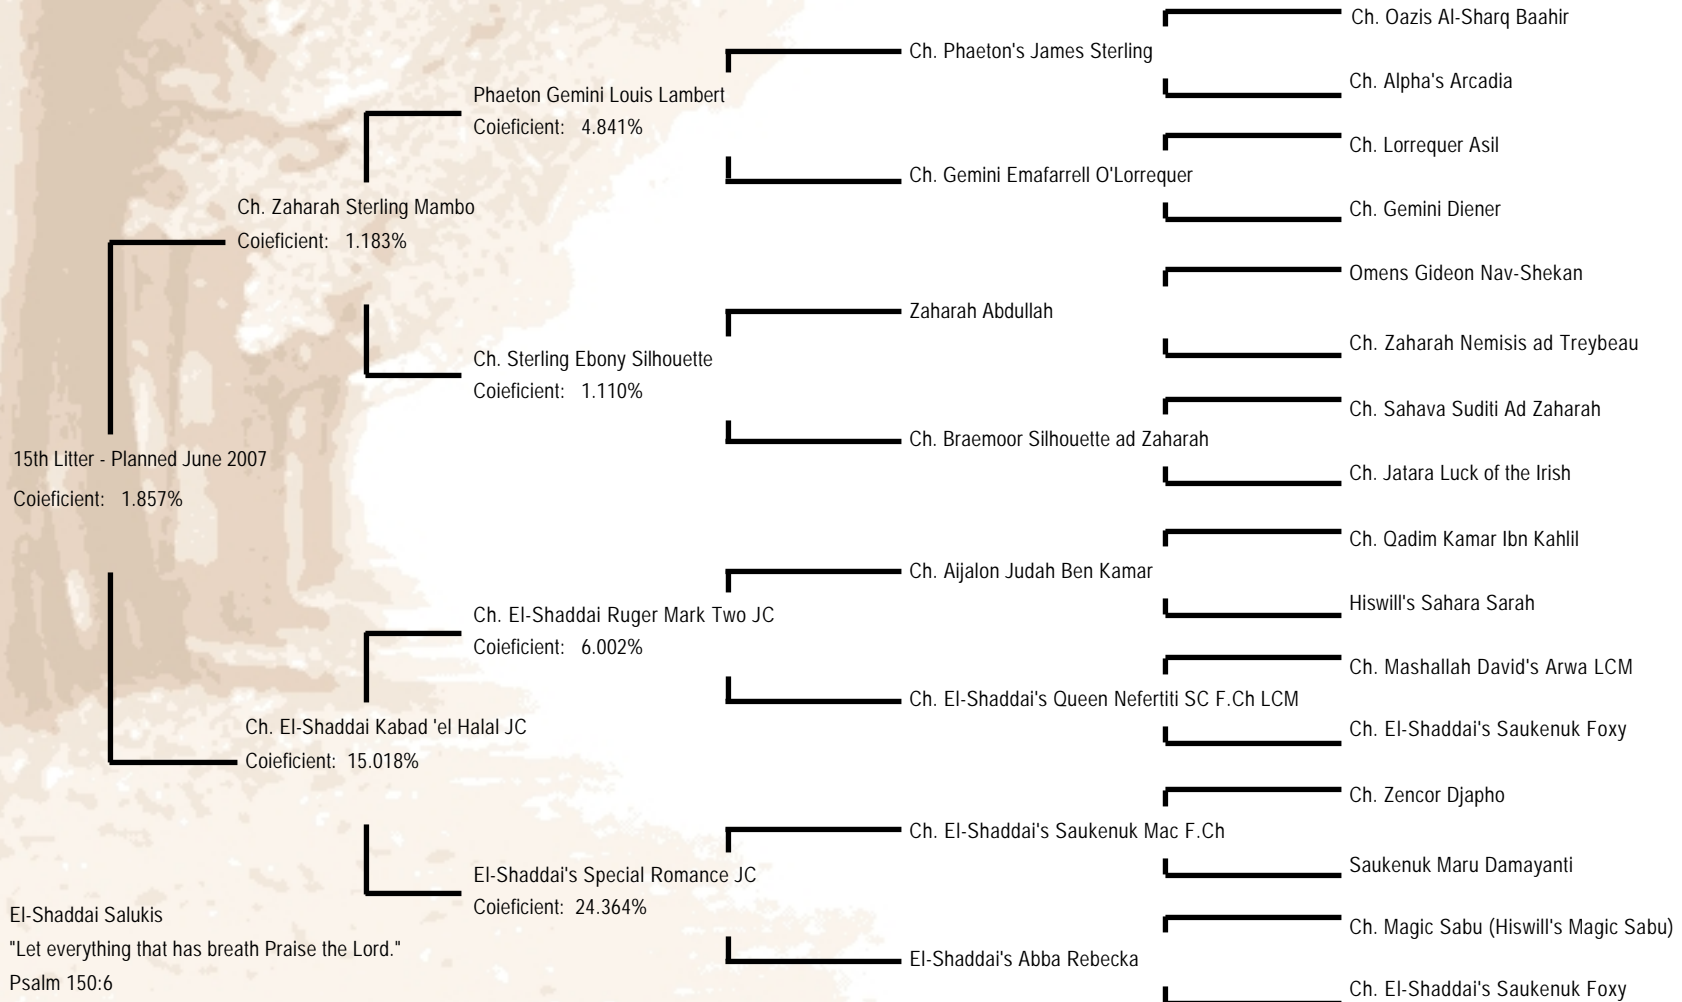 15th Litter - Planned June 2007
Coieficient: 1.857%
Ch. Zaharah Sterling Mambo
Coieficient: 1.183%
Ch. El-Shaddai Kabad 'el Halal JC
Coieficient: 15.018%
Phaeton Gemini Louis Lambert
Coieficient: 4.841%
Ch. Sterling Ebony Silhouette
Coieficient: 1.110%
Ch. El-Shaddai Ruger Mark Two JC
Coieficient: 6.002%
El-Shaddai's Special Romance JC
Coieficient: 24.364%
Ch. Phaeton's James Sterling
Ch. Gemini Emafarrell O'Lorrequer
Zaharah Abdullah
Ch. Braemoor Silhouette ad Zaharah
Ch. Aijalon Judah Ben Kamar
Ch. El-Shaddai's Queen Nefertiti SC F.Ch LCM
Ch. El-Shaddai's Saukenuk Mac F.Ch
El-Shaddai's Abba Rebecka
Ch. Oazis Al-Sharq Baahir
Ch. Alpha's Arcadia
Ch. Lorrequer Asil
Ch. Gemini Diener
Omens Gideon Nav-Shekan
Ch. Zaharah Nemisis ad Treybeau
Ch. Sahava Suditi Ad Zaharah
Ch. Jatara Luck of the Irish
Ch. Qadim Kamar Ibn Kahlil
Hiswill's Sahara Sarah
Ch. Mashallah David's Arwa LCM
Ch. El-Shaddai's Saukenuk Foxy
Ch. Zencor Djapho
Saukenuk Maru Damayanti
Ch. Magic Sabu (Hiswill's Magic Sabu)
Ch. El-Shaddai's Saukenuk Foxy
El-Shaddai Salukis
"Let everything that has breath Praise the Lord."
Psalm 150:6